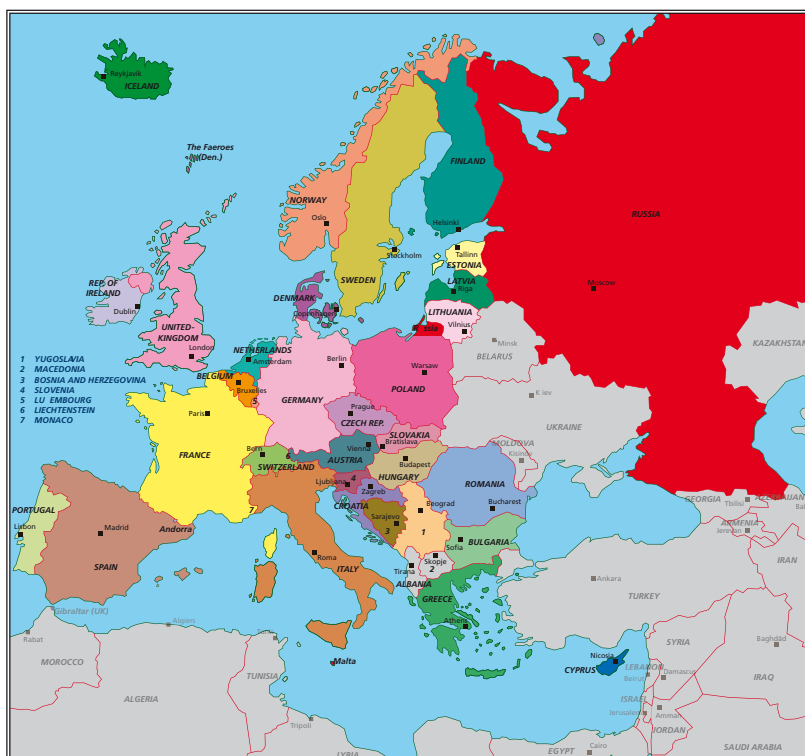 Reykjavik
ICELAND
The Faeroes
(Den.)
NORWAY
Oslo
SWEDEN
Stockholm
FINLAND
Helsinki
RUSSIA
Moscow
Tallinn
ESTONIA
LATVIA
Riga
LITHUANIA
Vilnius
DENMARK
Copenhagen
REP. OF
IRELAND
Dublin
UNITED-
KINGDOM
London
NETHERLANDS
Amsterdam
BELGIUM
Bruxelles
5
Berlin
GERMANY
Warsaw
POLAND
Minsk
BELARUS
KAZAKHSTAN
K iev
UKRAINE
1 YUGOSLAVIA
2 MACEDONIA
3 BOSNIA AND HERZEGOVINA
4 SLOVENIA
5 LU EMBOURG
6 LIECHTENSTEIN
7 MONACO
Paris
FRANCE
Prague
CZECH REP.
SLOVAKIA
Bratislava
Vienna
AUSTRIA
Bern
SWITZERLAND
6
Budapest
HUNGARY
MOLDOVA
Kisinov
ROMANIA
Bucharest
Ljubljana
4
Zagreb
CROATIA
Beograd
Sarajevo
3
1
7
PORTUGAL
Lisbon
Madrid
SPAIN
Andorra
Roma
ITALY
Sofia
BULGARIA
Skopje
2
Tirana
ALBANIA
GREECE
Athens
GEORGIA
Tbilisi
ARMENIA
Jerevan
IRAN
Ankara
TURKEY
Gibraltar (UK)
Rabat
MOROCCO
ALGERIA
TUNISIA
Malta
Tripoli
Nicosia
CYPRUS
SYRIA
LEBANON
Beirut
Damascus
Baghdad
IRAQ
ISRAEL
Jerusalem
Amman
JORDAN
Cairo
EGYPT
SAUDI ARABIA